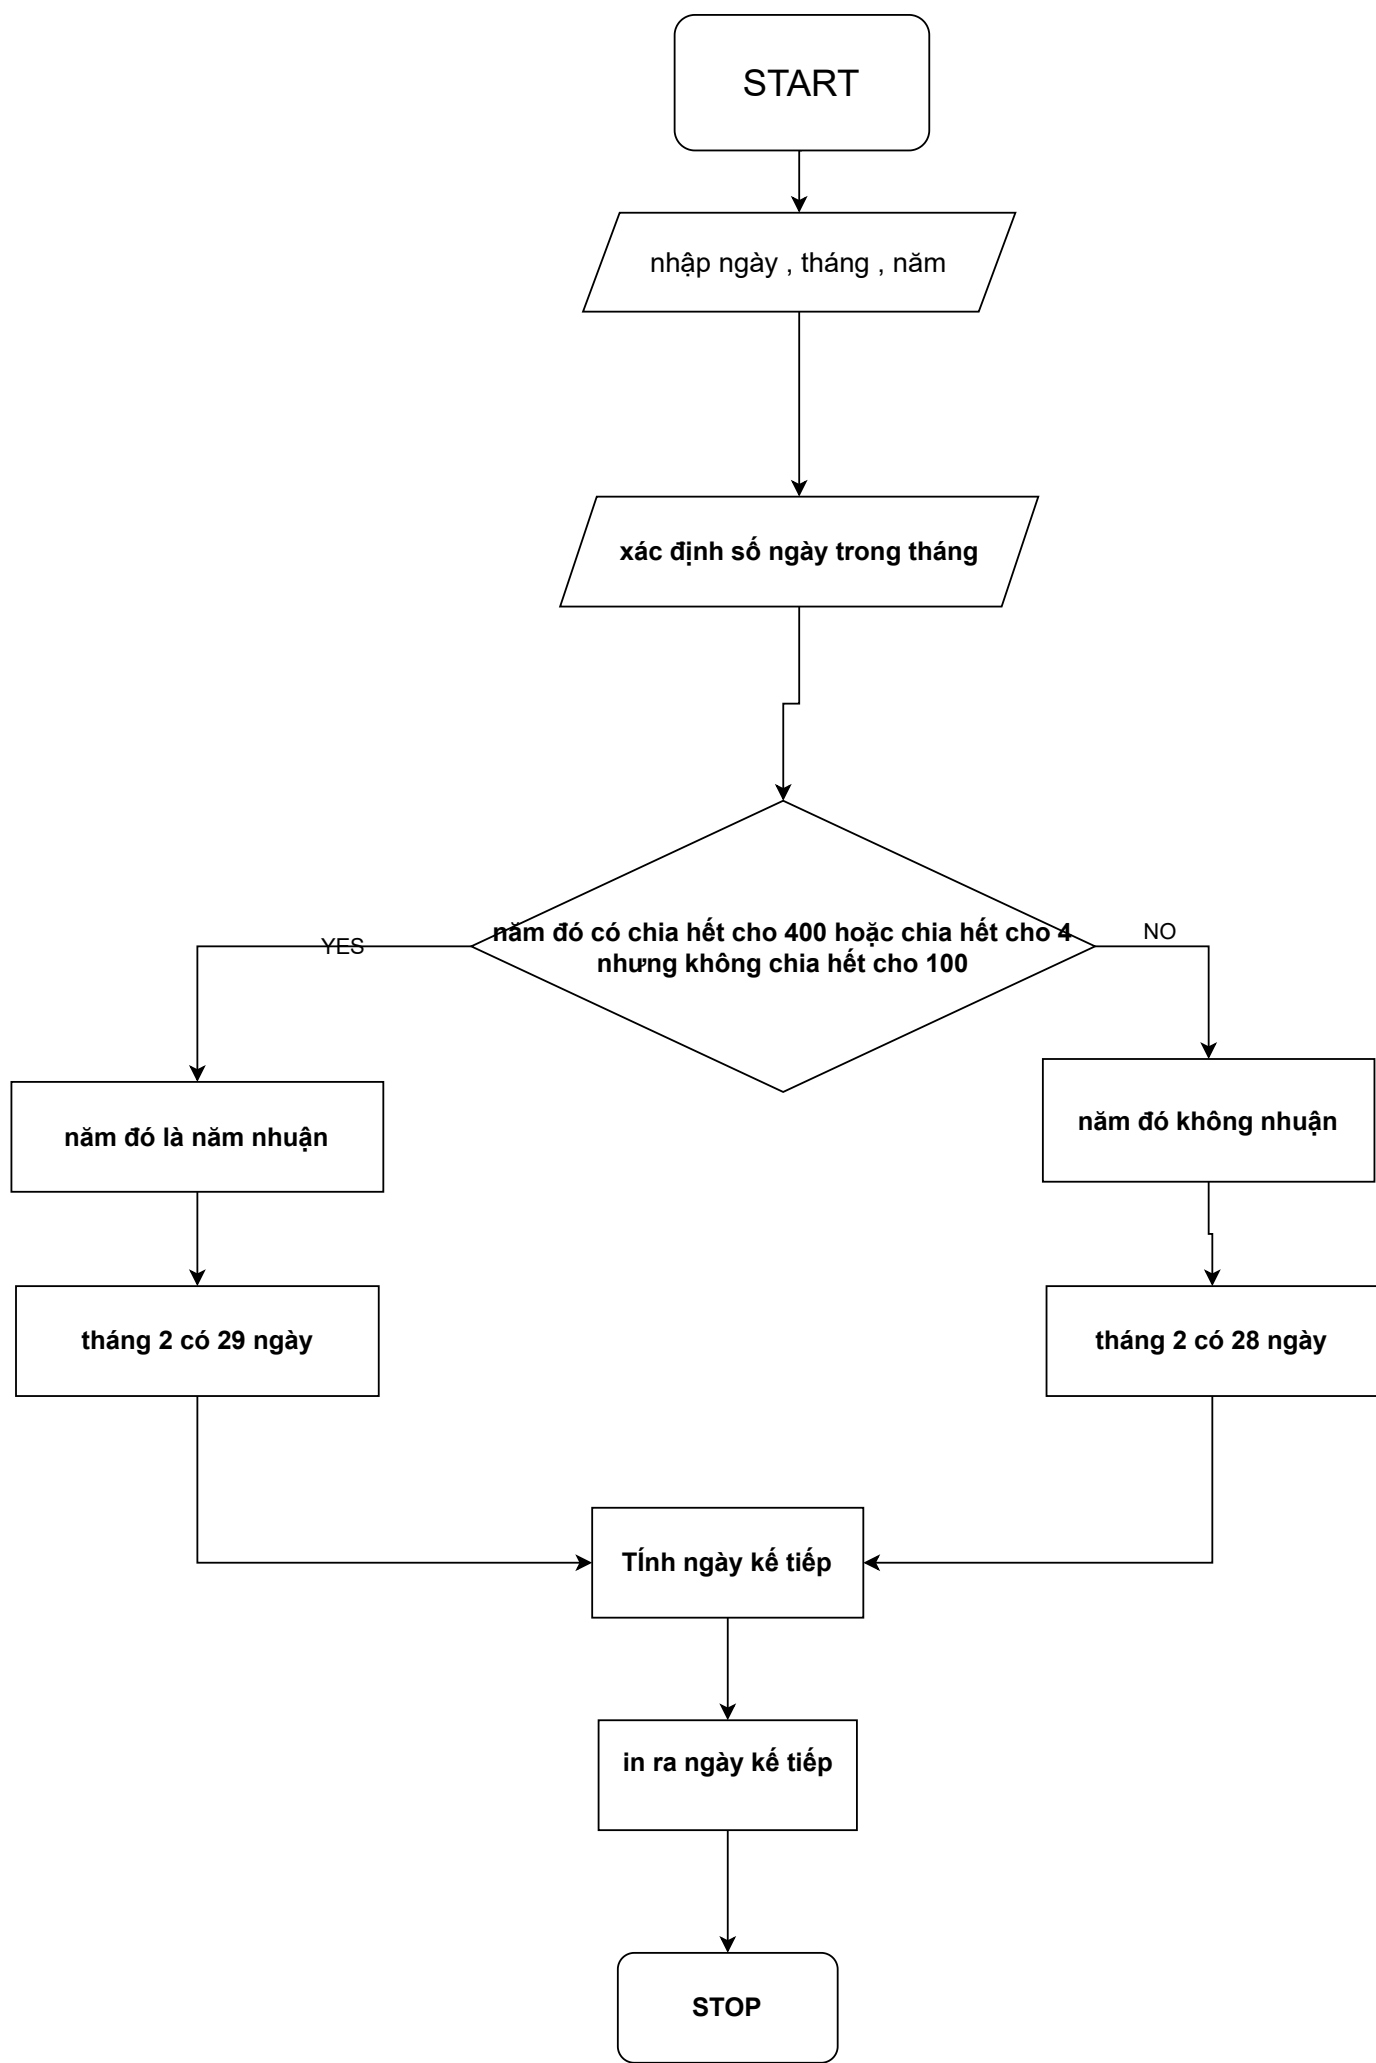 START
nhập ngày , tháng , năm
xác định số ngày trong tháng
năm đó có chia hết cho 400 hoặc chia hết cho 4
nhưng không chia hết cho 100
YES
NO
năm đó là năm nhuận
năm đó không nhuận
tháng 2 có 29 ngày
tháng 2 có 28 ngày
TÍnh ngày kế tiếp
in ra ngày kế tiếp
STOP